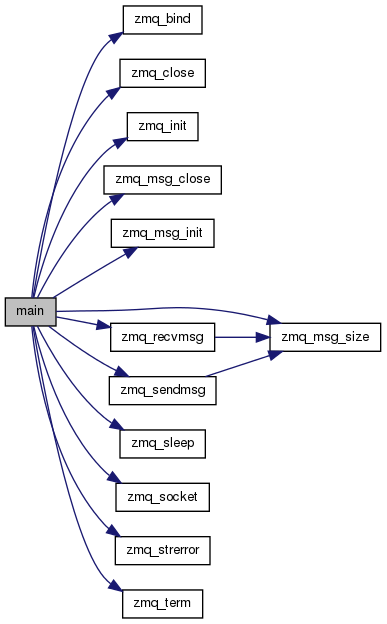 zmq_bind
zmq_close
zmq_init
zmq_msg_close
zmq_msg_init
main
zmq_recvmsg
zmq_msg_size
zmq_sendmsg
zmq_sleep
zmq_socket
zmq_strerror
zmq_term